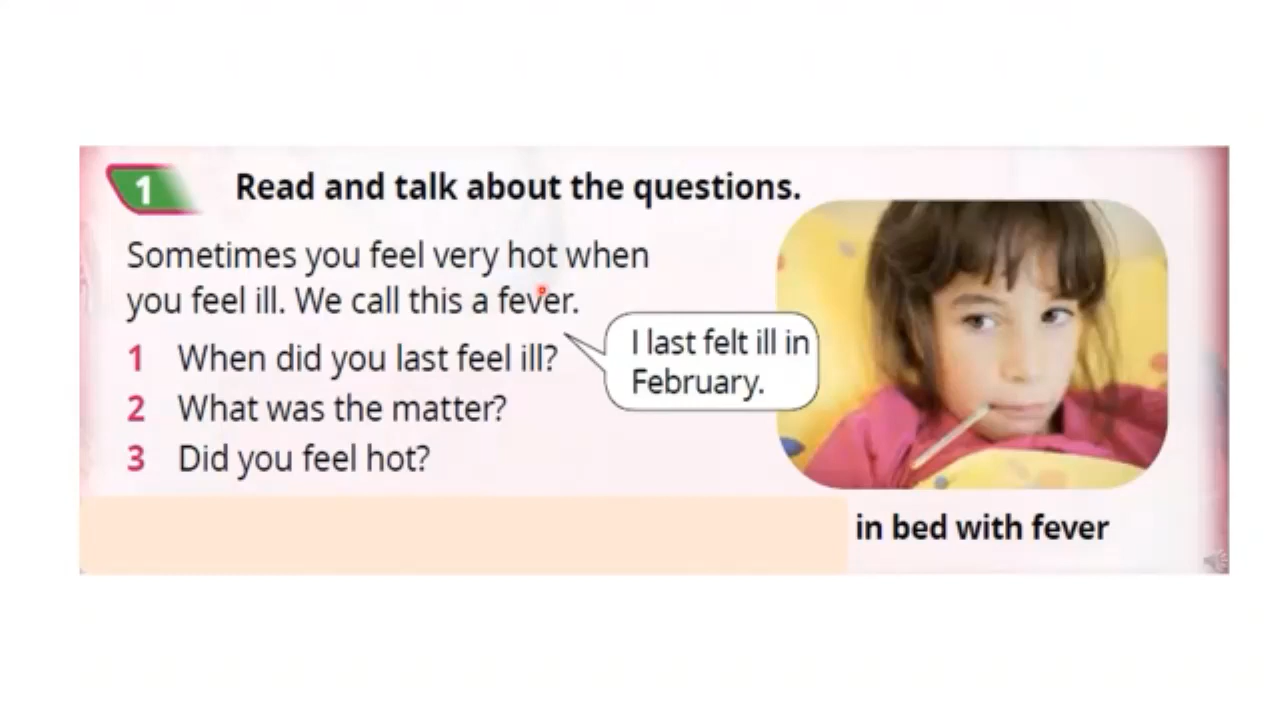 1 Read and talk about the questions.
Sometimes you feel very hot when
you feel ill. We call this a fever.
1 When did you last feel ill?
2 What was the matter?
3 Did you feel hot?
I last felt ill in
February.
in bed with fever